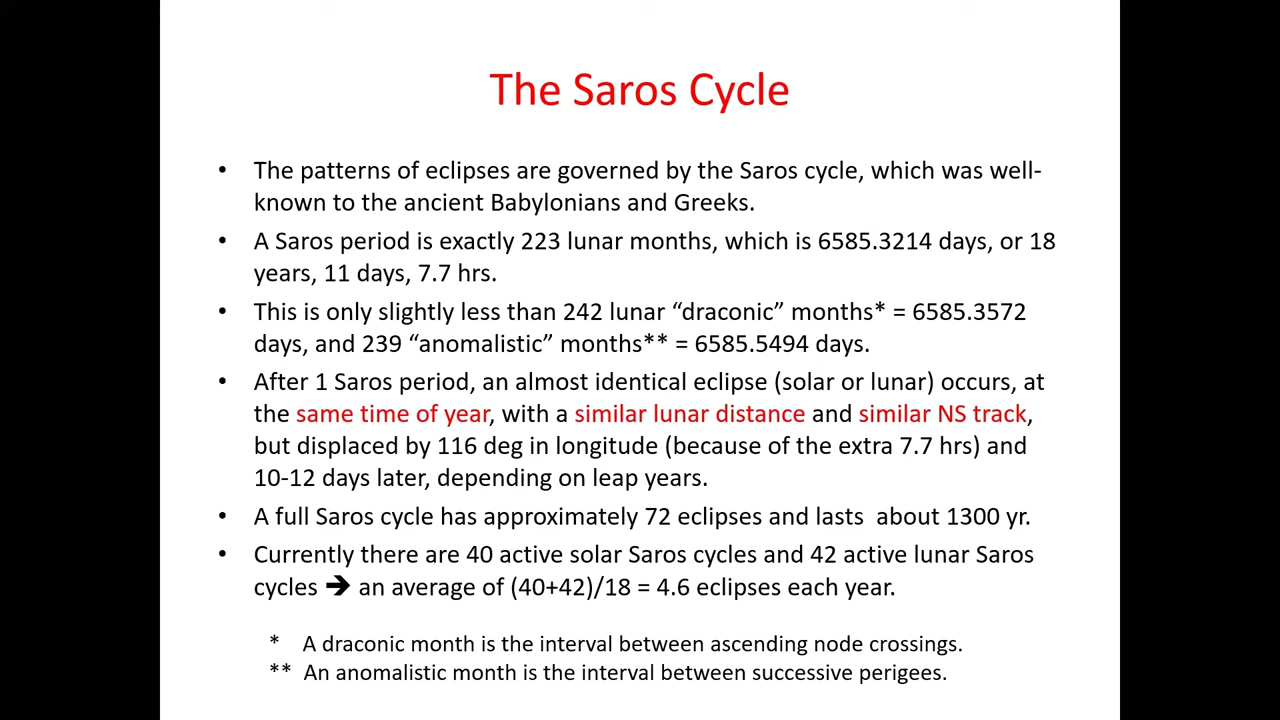 The Saros Cycle
• The patterns of eclipses are governed by the Saros cycle, which was well-
known to the ancient Babylonians and Greeks.
• A Saros period is exactly 223 lunar months, which is 6585.3214 days, or 18
years, 11 days, 7.7 hrs.
• This is only slightly less than 242 lunar “draconic” months* = 6585.3572
days, and 239 “anomalistic” months** = 6585.5494 days.
• After 1 Saros period, an almost identical eclipse (solar or lunar) occurs, at
the same time of year, with a similar lunar distance and similar NS track,
but displaced by 116 deg in longitude (because of the extra 7.7 hrs) and
10-12 days later, depending on leap years.
• A full Saros cycle has approximately 72 eclipses and lasts  about 1300 yr.
• Currently there are 40 active solar Saros cycles and 42 active lunar Saros
cycles ➔ an average of (40+42)/18 = 4.6 eclipses each year.
* A draconic month is the interval between ascending node crossings.
** An anomalistic month is the interval between successive perigees.